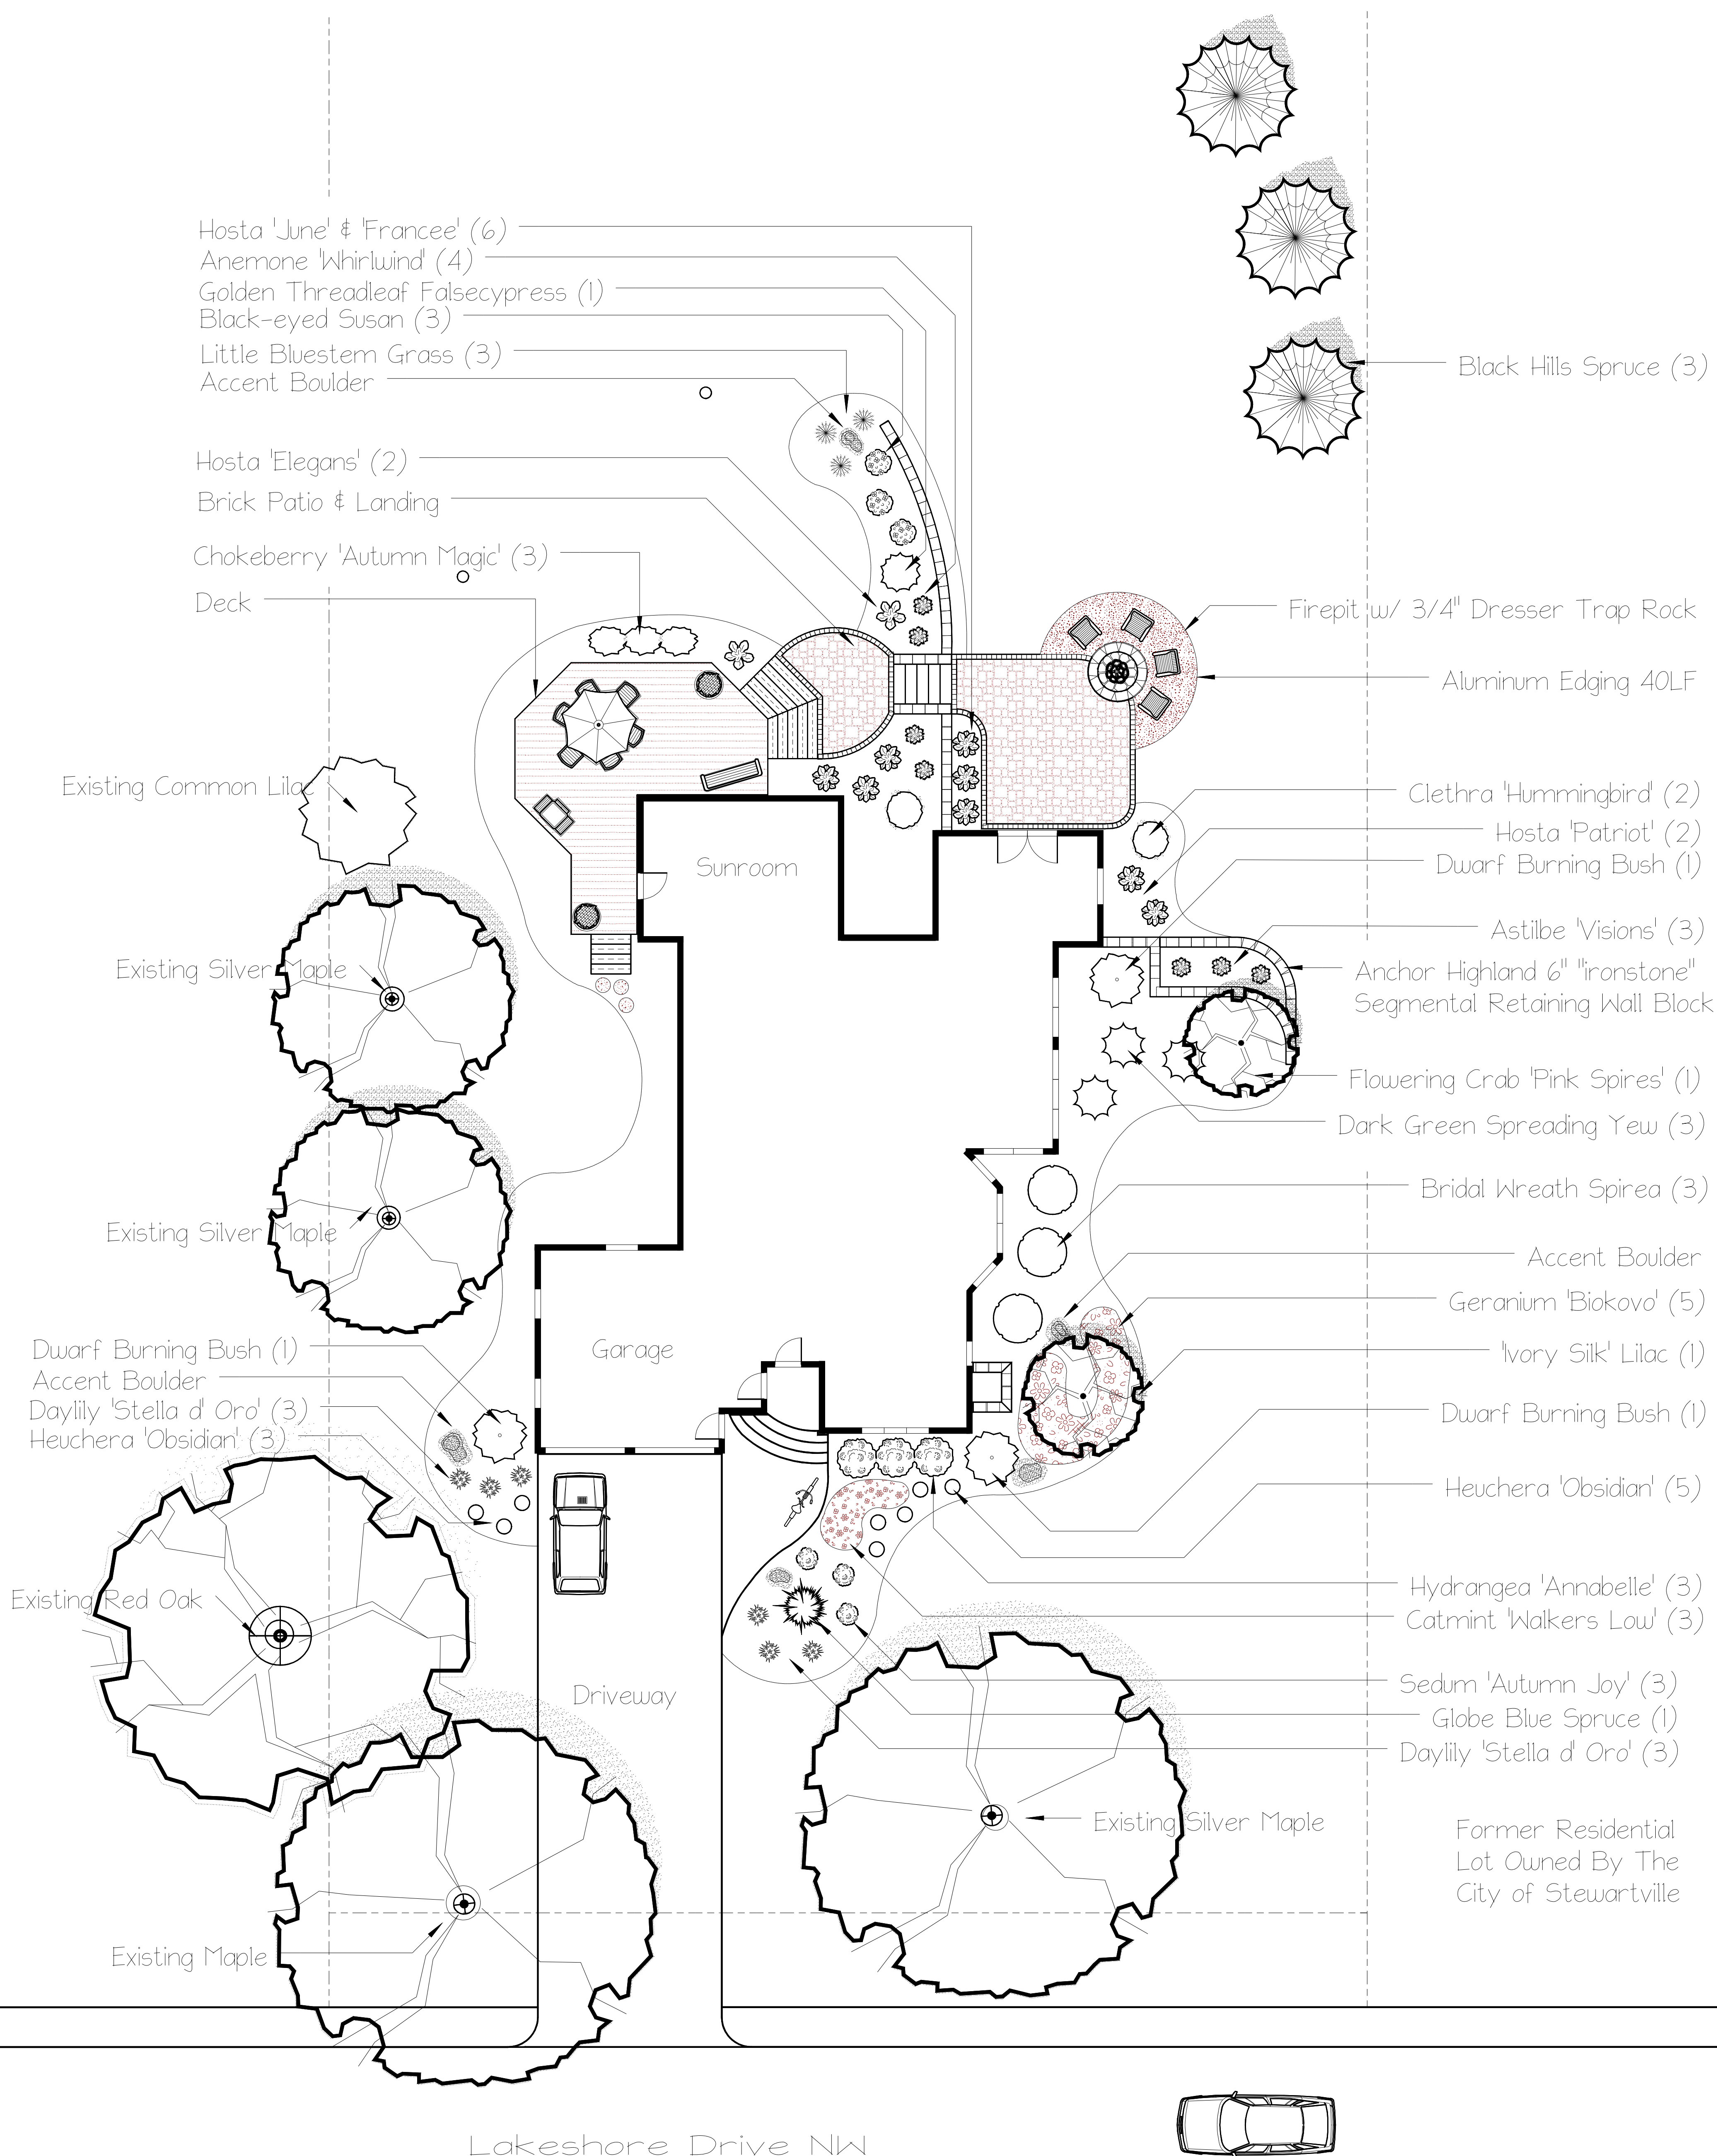 Hosta 'June' & 'Francee' (6)
Anemone 'Whirlwind' (4)
Golden Threadleaf Falsecypress (1)
Black-eyed Susan (3)
Little Bluestem Grass (3)
Accent Boulder
Black Hills Spruce (3)
Hosta 'Elegans' (2)
Brick Patio & Landing
Chokeberry 'Autumn Magic' (3)
Deck
Firepit w/ 3/4" Dresser Trap Rock
Aluminum Edging 40LF
Existing Common Lilac
Clethra 'Hummingbird' (2)
Hosta 'Patriot' (2)
Dwarf Burning Bush (1)
Sunroom
Astilbe 'Visions' (3)
Existing Silver Maple
Anchor Highland 6" "ironstone"
Segmental Retaining Wall Block
Flowering Crab 'Pink Spires' (1)
Dark Green Spreading Yew (3)
Bridal Wreath Spirea (3)
Existing Silver Maple
Accent Boulder
Geranium 'Biokovo' (5)
Garage
Dwarf Burning Bush (1)
'Ivory Silk' Lilac (1)
Accent Boulder
Daylily 'Stella d' Oro' (3)
Dwarf Burning Bush (1)
Heuchera 'Obsidian' (3)
Heuchera 'Obsidian' (5)
Hydrangea 'Annabelle' (3)
Existing Red Oak
Catmint 'Walkers Low' (3)
Sedum 'Autumn Joy' (3)
Driveway
Globe Blue Spruce (1)
Daylily 'Stella d' Oro' (3)
Existing Silver Maple
Former Residential
Lot Owned By The
City of Stewartville
Existing Maple
Lakeshore Drive NW